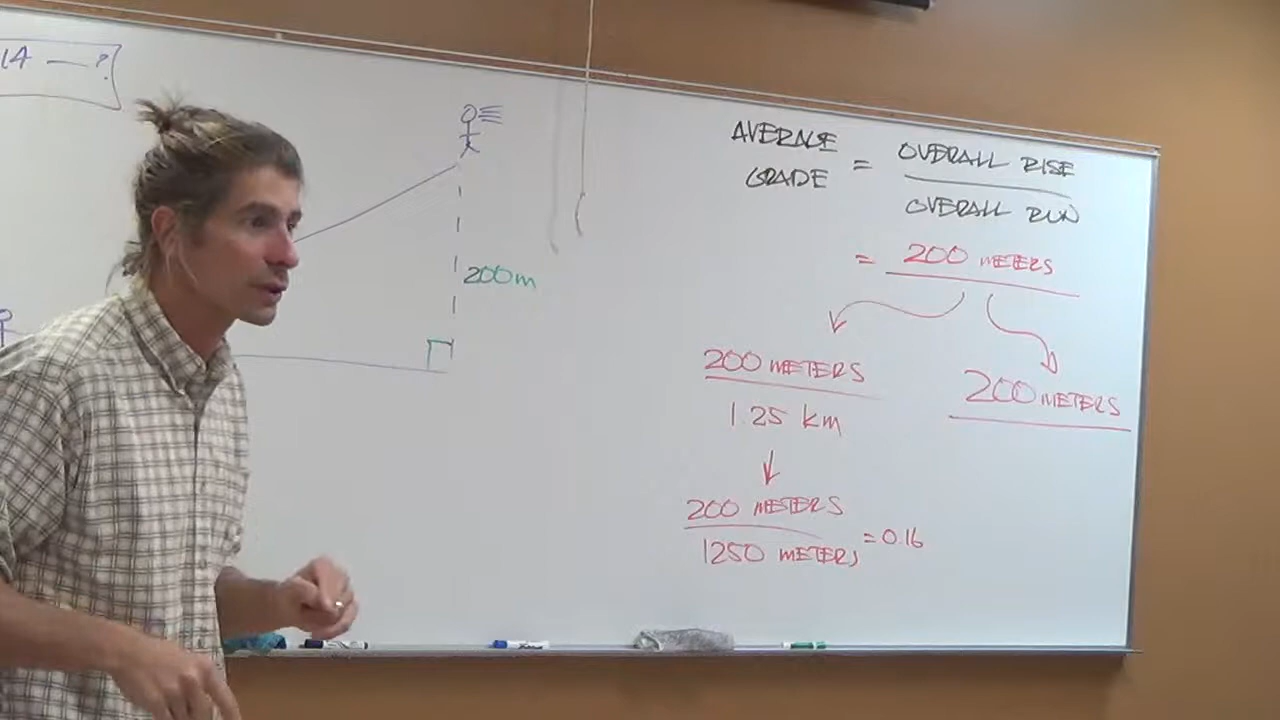 14 — ?
200m
AVERAGE GRADE = OVERALL RISE
OVERALL RUN
= 200 METERS
200 METERS
1.25 km
200 METERS
1250 METERS = 0.16
200 METERS